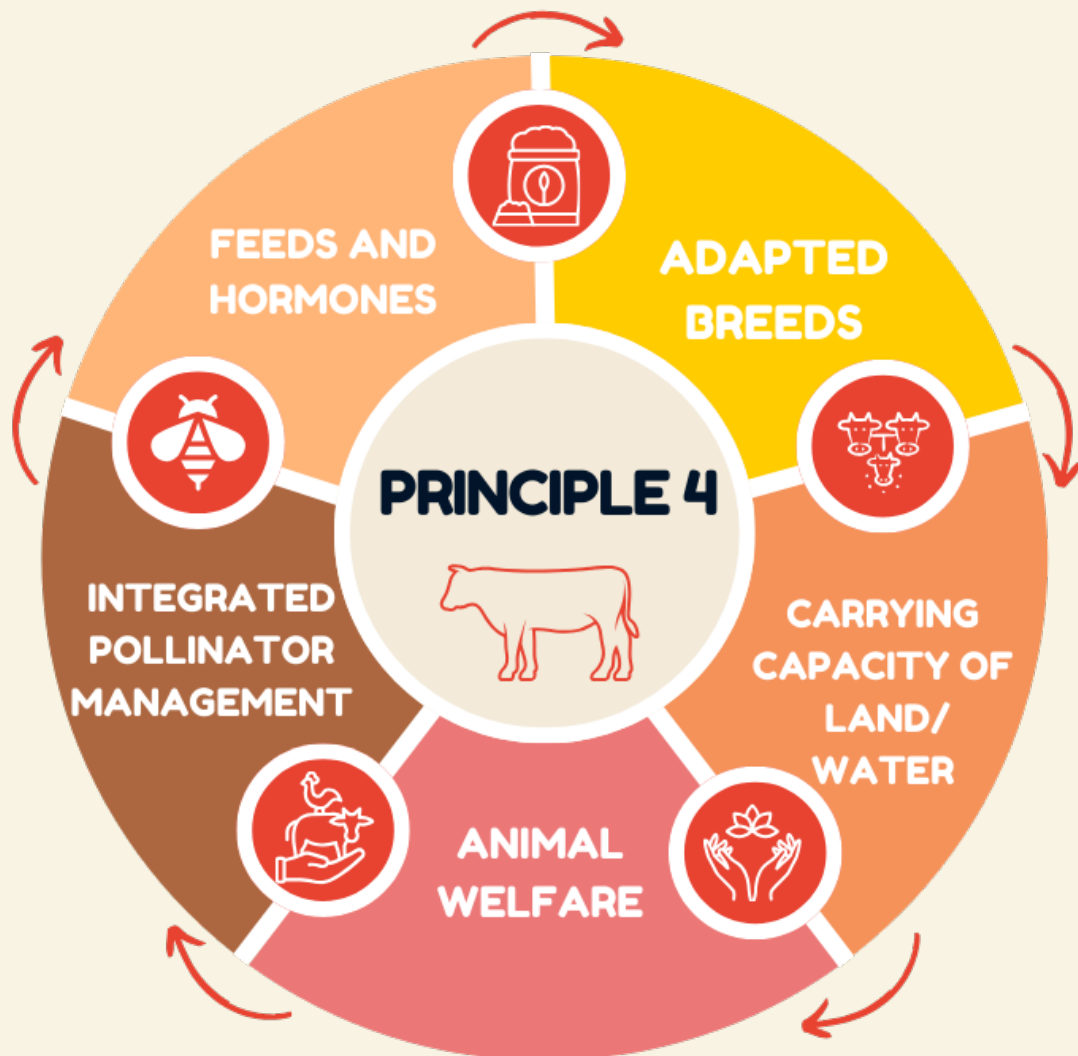 FEEDS AND
HORMONES
ADAPTED
BREEDS
PRINCIPLE 4
INTEGRATED
POLLINATOR
MANAGEMENT
CARRYING
CAPACITY OF
LAND/
WATER
ANIMAL
WELFARE